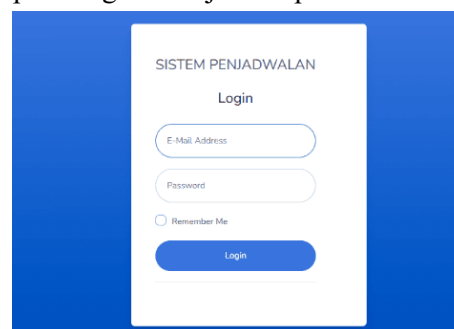 SISTEM PENJADWALAN
Login
E-Mail Address
Password
Remember Me
Login